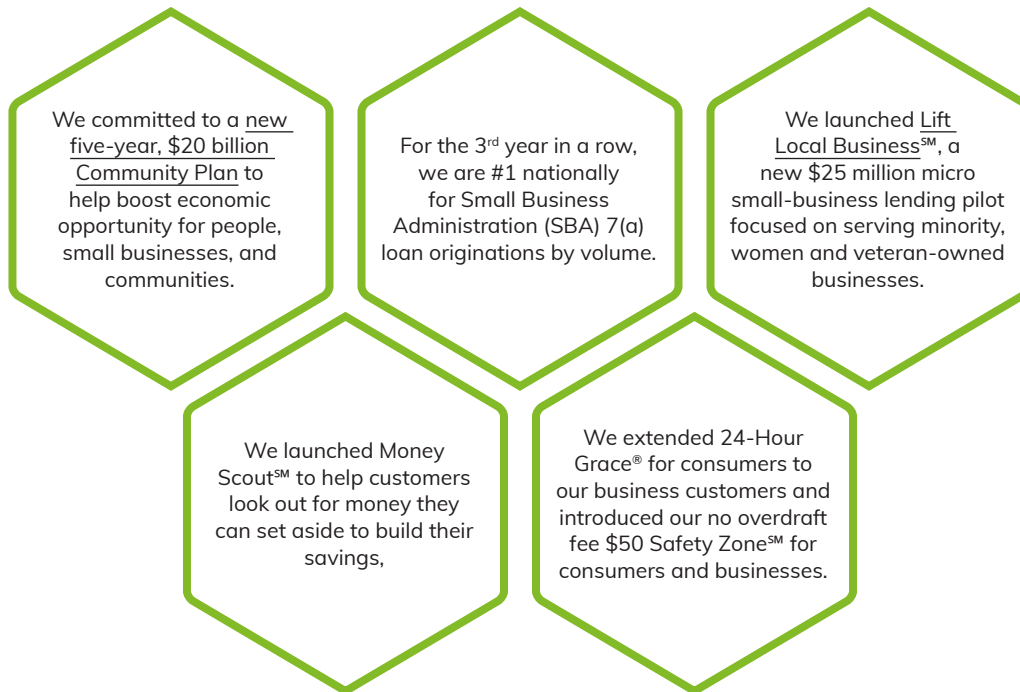 We committed to a new
five-year, $20 billion
Community Plan to
help boost economic
opportunity for people,
small businesses, and
communities.
For the 3rd year in a row,
we are #1 nationally
for Small Business
Administration (SBA) 7(a)
loan originations by volume.
We launched Lift
Local Business℠, a
new $25 million micro
small-business lending pilot
focused on serving minority,
women and veteran-owned
businesses.
We launched Money
Scout℠ to help customers
look out for money they
can set aside to build their
savings,
We extended 24-Hour
Grace® for consumers to
our business customers and
introduced our no overdraft
fee $50 Safety Zone℠ for
consumers and businesses.